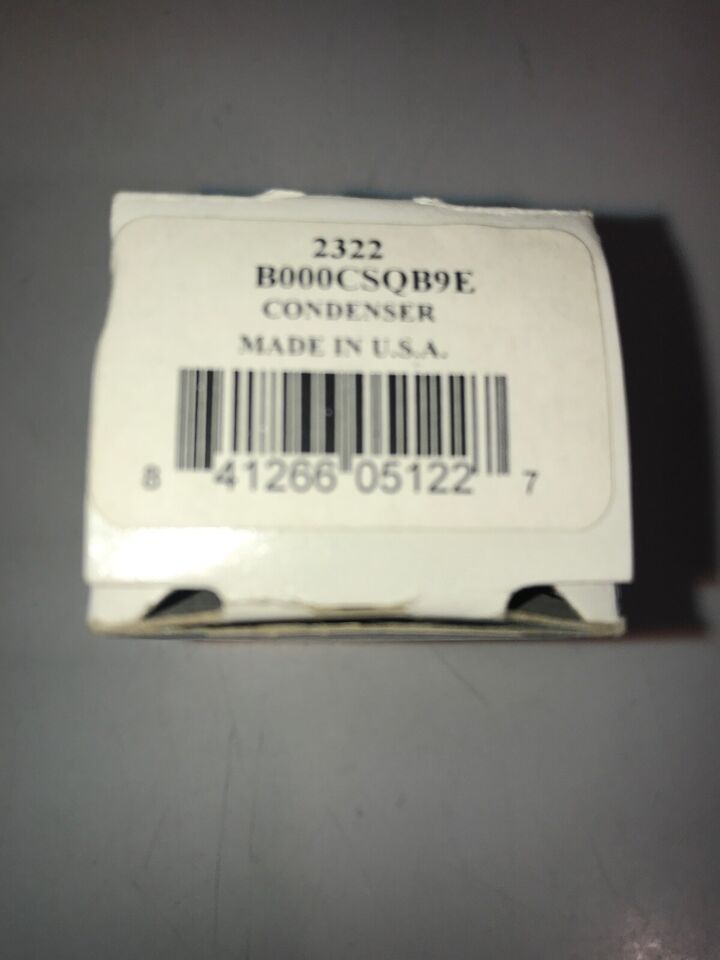 2322
B000CSQB9E
CONDENSER
MADE IN U.S.A.
8 41266 05122 7